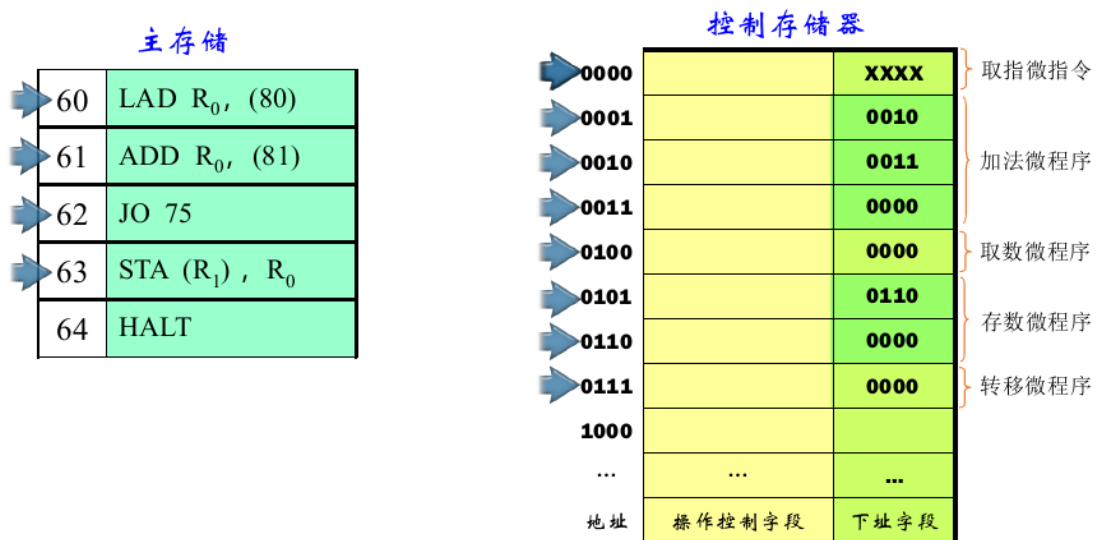 主存储
60 LAD R₀, (80)
61 ADD R₀, (81)
62 JO 75
63 STA (R₁) , R₀
64 HALT
控制存储器
0000 XXXX 取指微指令
0001 0010
0010 0011 加法微程序
0011 0000
0100 0000 取数微程序
0101 0110
存数微程序
0110 0000
0111 0000 转移微程序
1000
... ... ...
地址 操作控制字段 下址字段